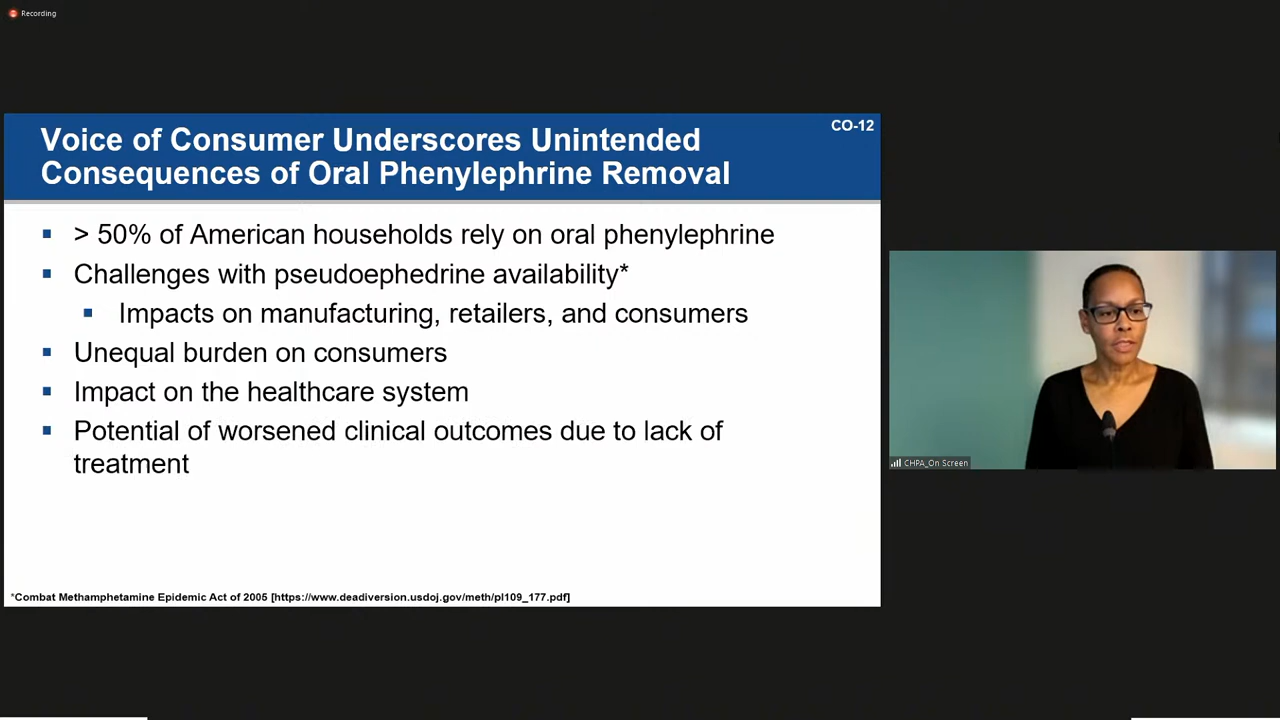 Recording
CO-12
Voice of Consumer Underscores Unintended
Consequences of Oral Phenylephrine Removal
▪ > 50% of American households rely on oral phenylephrine
▪ Challenges with pseudoephedrine availability*
▪ Impacts on manufacturing, retailers, and consumers
▪ Unequal burden on consumers
▪ Impact on the healthcare system
▪ Potential of worsened clinical outcomes due to lack of
treatment
*Combat Methamphetamine Epidemic Act of 2005 [https://www.deadiversion.usdoj.gov/meth/pl109_177.pdf]
CHPA_On Screen